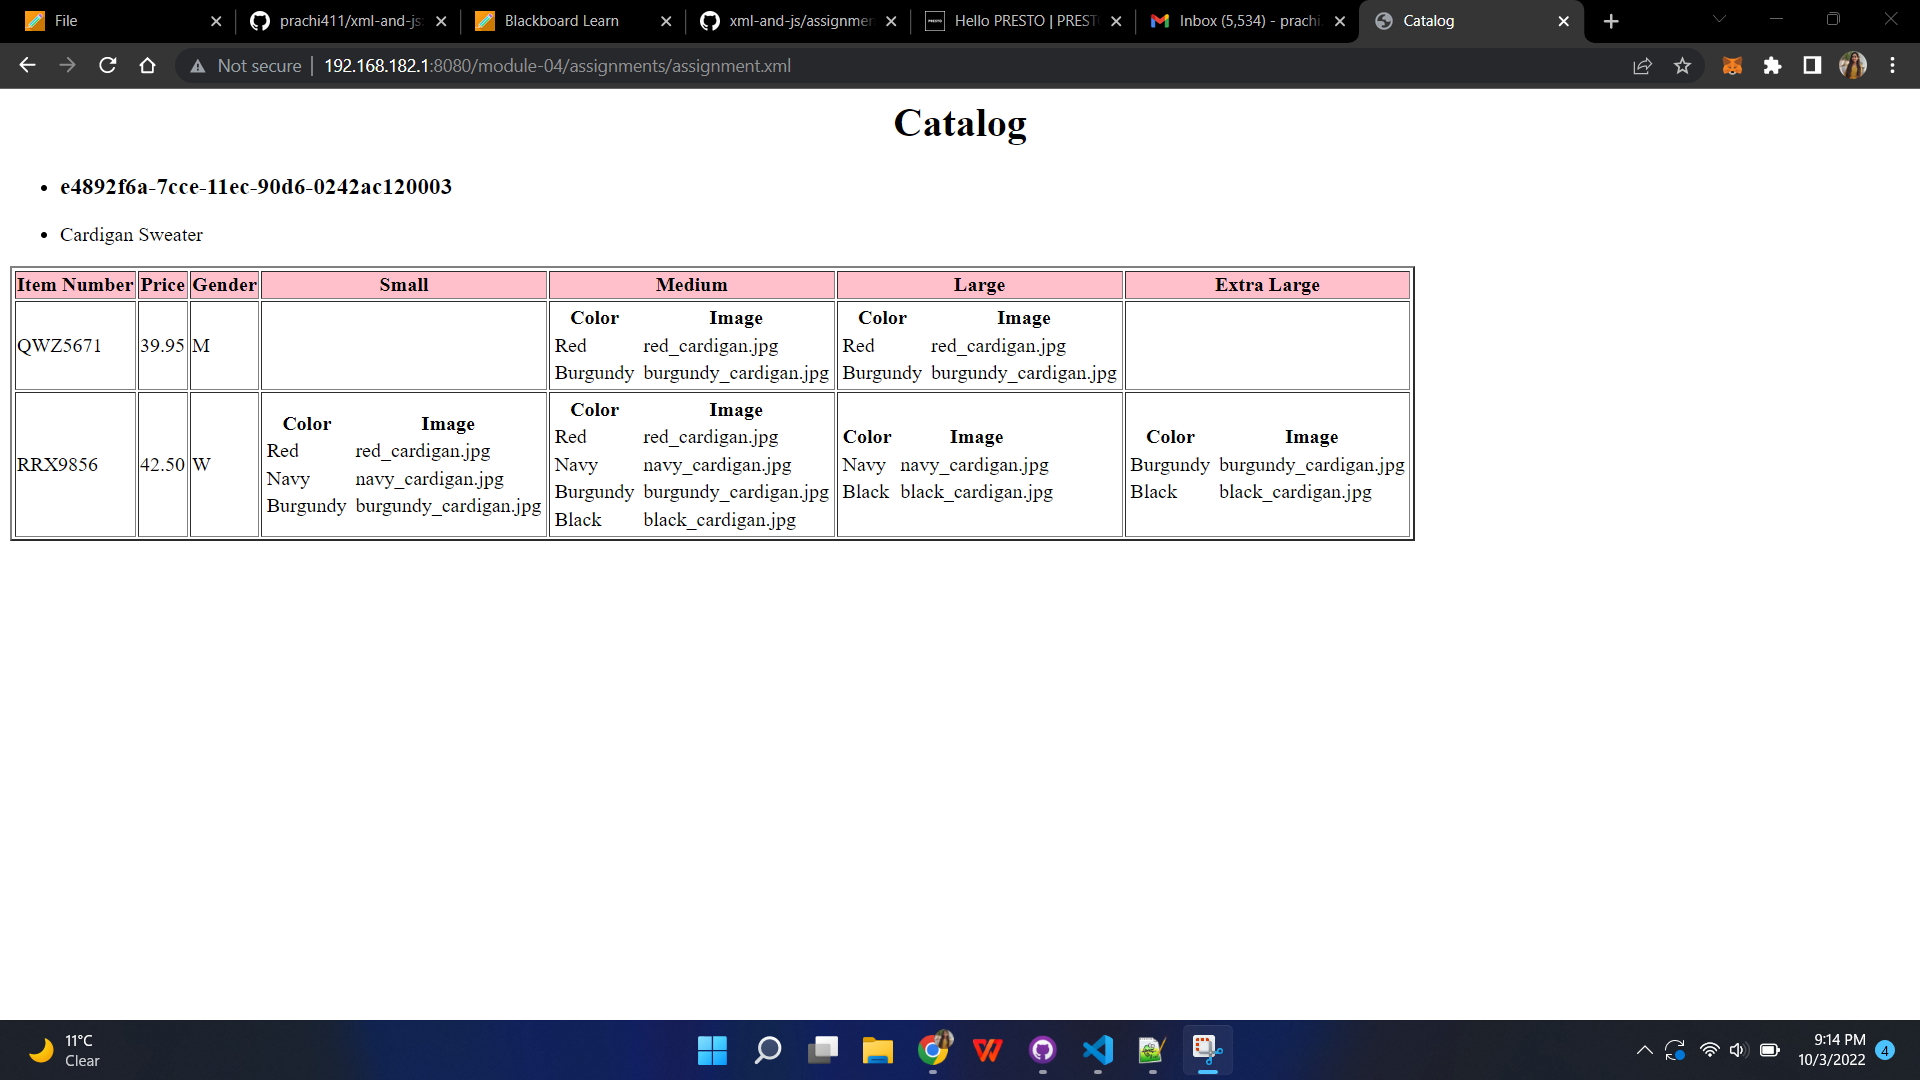 File
prachi411/xml-and-js:
Blackboard Learn
xml-and-js/assignmen
Hello PRESTO | PREST
Inbox (5,534) - prachi.
Catalog
Not secure
192.168.182.1:8080/module-04/assignments/assignment.xml
Catalog
• e4892f6a-7cce-11ec-90d6-0242ac120003
• Cardigan Sweater
Item Number Price Gender Small Medium Large Extra Large
Color Image Color Image
QWZ5671 39.95 M Red red_cardigan.jpg Red red_cardigan.jpg
Burgundy burgundy_cardigan.jpg Burgundy burgundy_cardigan.jpg
RRX9856 42.50 W
Color Image
Red red_cardigan.jpg
Navy navy_cardigan.jpg
Burgundy burgundy_cardigan.jpg
Color Image
Red red_cardigan.jpg
Navy navy_cardigan.jpg
Burgundy burgundy_cardigan.jpg
Black black_cardigan.jpg
Color Image
Navy navy_cardigan.jpg
Black black_cardigan.jpg
Color Image
Burgundy burgundy_cardigan.jpg
Black black_cardigan.jpg
11°C
Clear
9:14 PM
10/3/2022
4